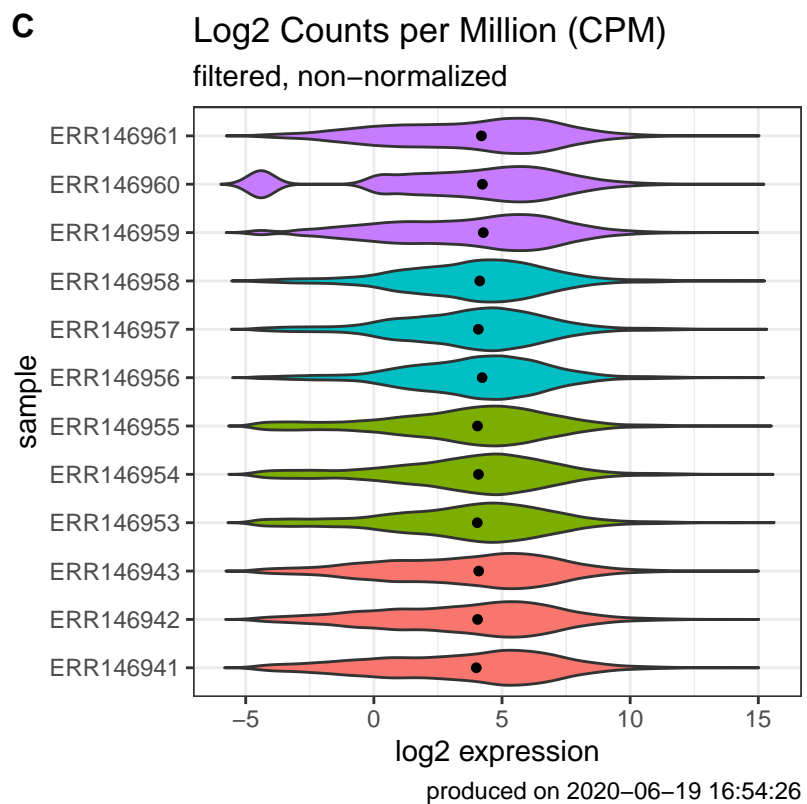 C
Log2 Counts per Million (CPM)
filtered, non−normalized
ERR146961
ERR146960
ERR146959
ERR146958
ERR146957
ERR146956
ERR146955
ERR146954
ERR146953
ERR146943
ERR146942
ERR146941
sample
−5 0 5 10 15
log2 expression
produced on 2020−06−19 16:54:26